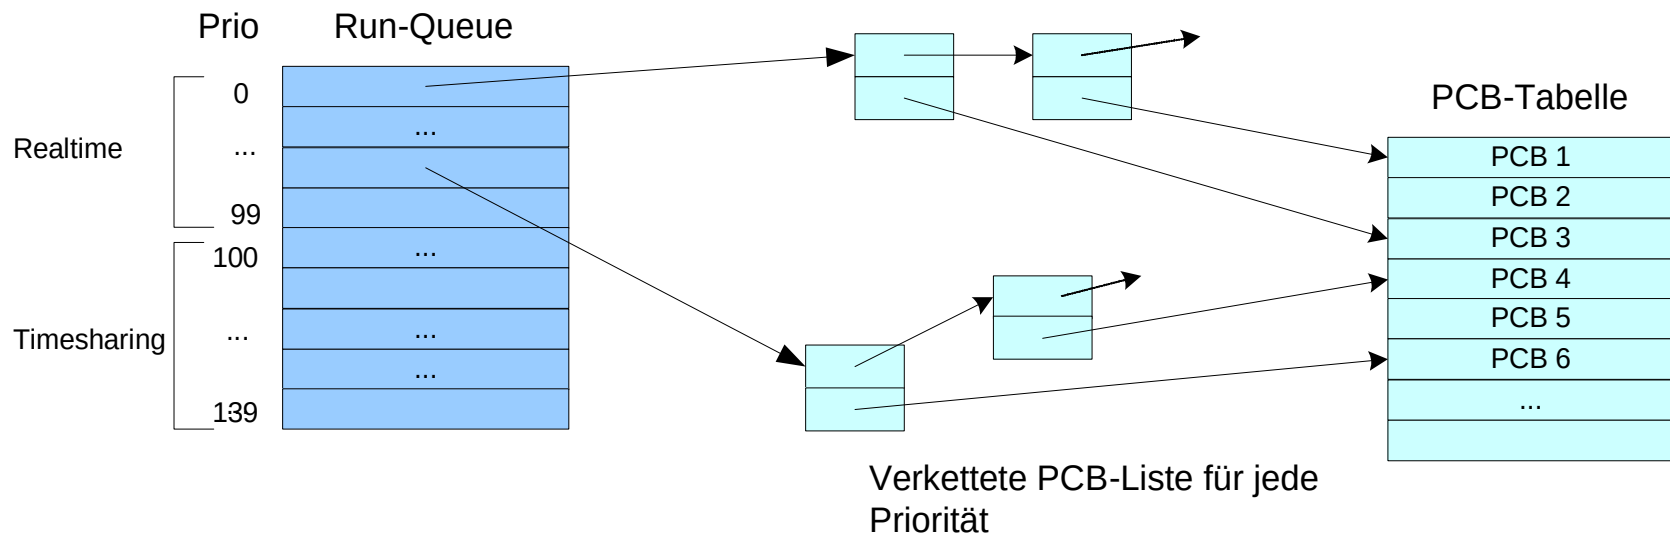 Prio
Run-Queue
PCB-Tabelle
Realtime
0
...
99
Timesharing
100
...
139
...
...
...
...
PCB 1
PCB 2
PCB 3
PCB 4
PCB 5
PCB 6
...
Verkettete PCB-Liste für jede
Priorität